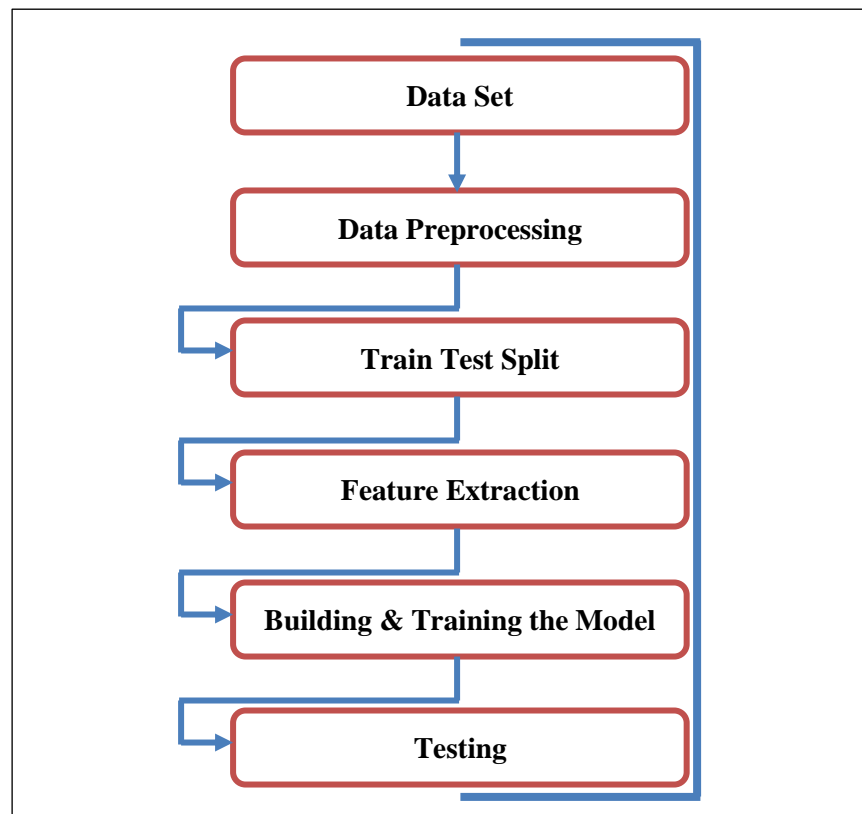 Data Set
Data Preprocessing
Train Test Split
Feature Extraction
Building & Training the Model
Testing